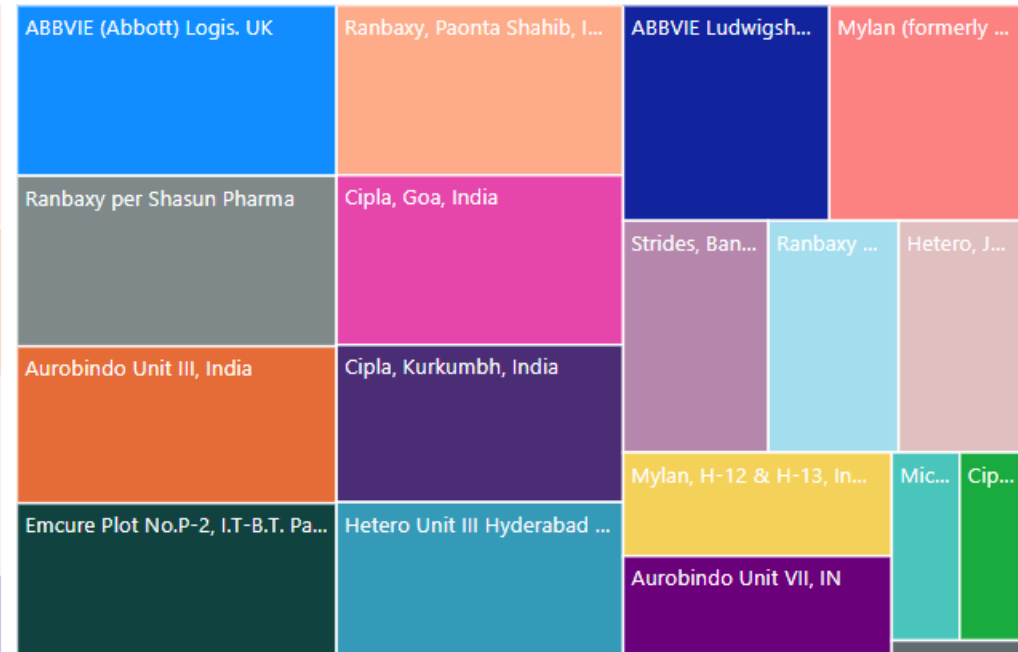 ABBVIE (Abbott) Logis. UK
Ranbaxy, Paonta Shahib, I...
ABBVIE Ludwigsh...
Mylan (formerly ...
Ranbaxy per Shasun Pharma
Cipla, Goa, India
Strides, Ban...
Ranbaxy ...
Hetero, J...
Aurobindo Unit III, India
Cipla, Kurkumbh, India
Mylan, H-12 & H-13, In...
Mic...
Cip...
Emcure Plot No.P-2, I.T-B.T. Pa...
Hetero Unit III Hyderabad ...
Aurobindo Unit VII, IN